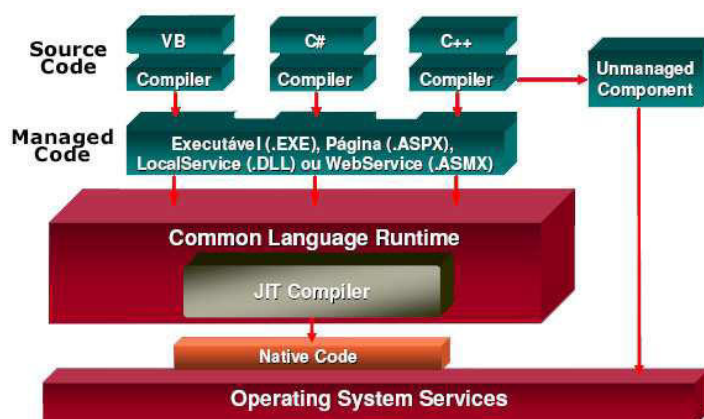 Source
Code
VB
C#
C++
Compiler
Compiler
Compiler
Unmanaged
Component
Managed
Code
Executável (.EXE), Página (.ASPX),
LocalService (.DLL) ou WebService (.ASMX)
Common Language Runtime
JIT Compiler
Native Code
Operating System Services